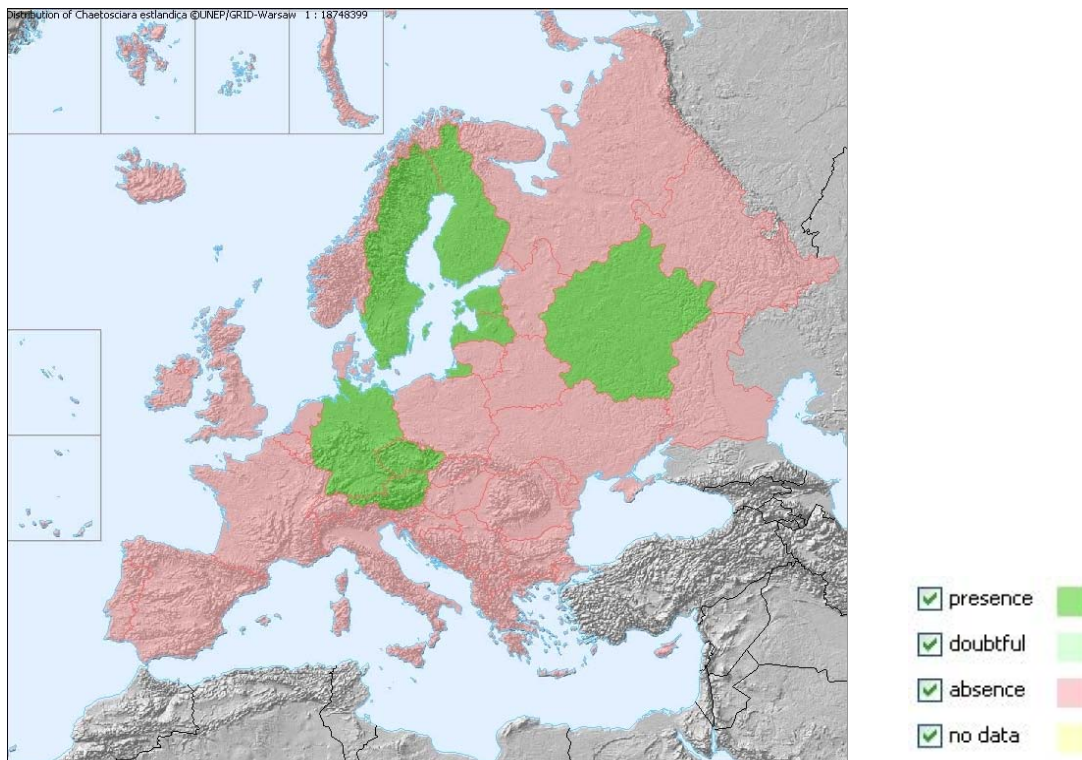 Distribution of Chaetosciara estlandica ©UNEP/GRID-Warsaw 1 : 18748399
presence
doubtful
absence
no data